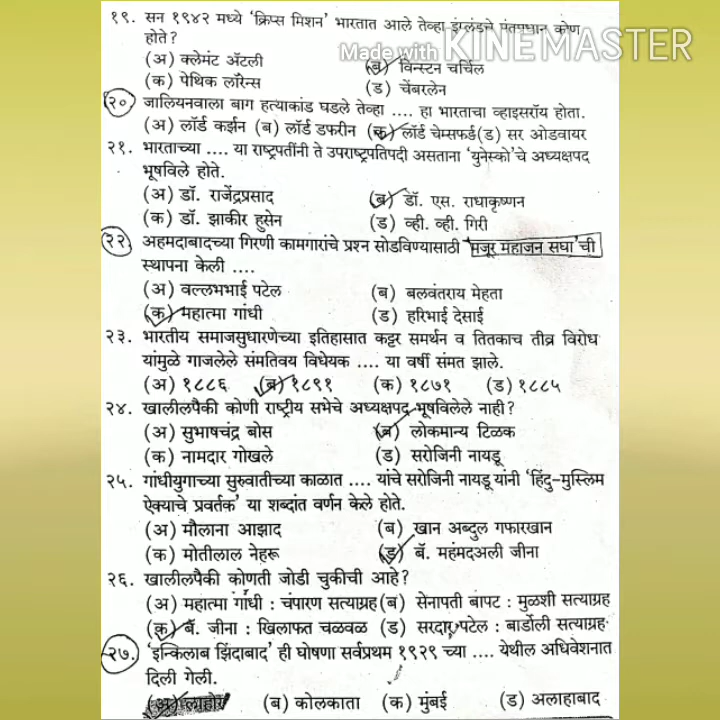 १९. सन १९४२ मध्ये 'क्रिप्स मिशन' भारतात आले तेव्हा इंग्लंडचे पंतप्रधान कोण
होते?
Made with KINEMASTER
(अ) क्लेमंट ॲटली (ब) विन्स्टन चर्चिल
(क) पेथिक लॉरेन्स (ड) चेंबरलेन
२०. जालियनवाला बाग हत्याकांड घडले तेव्हा .... हा भारताचा व्हाइसरॉय होता.
(अ) लॉर्ड कर्झन (ब) लॉर्ड डफरीन (क) लॉर्ड चेम्सफर्ड (ड) सर ओडवायर
२१. भारताच्या .... या राष्ट्रपतींनी ते उपराष्ट्रपतिपदी असताना 'युनेस्को'चे अध्यक्षपद
भूषविले होते.
(अ) डॉ. राजेंद्रप्रसाद (ब) डॉ. एस. राधाकृष्णन
(क) डॉ. झाकीर हुसेन (ड) व्ही. व्ही. गिरी
२२. अहमदाबादच्या गिरणी कामगारांचे प्रश्न सोडविण्यासाठी 'मजूर महाजन संघा'ची
स्थापना केली ....
(अ) वल्लभभाई पटेल (ब) बलवंतराय मेहता
(क) महात्मा गांधी (ड) हरिभाई देसाई
२३. भारतीय समाजसुधारणेच्या इतिहासात कट्टर समर्थन व तितकाच तीव्र विरोध
यांमुळे गाजलेले संमतिवय विधेयक .... या वर्षी संमत झाले.
(अ) १८८६ (ब) १८९१ (क) १८७१ (ड) १८८५
२४. खालीलपैकी कोणी राष्ट्रीय सभेचे अध्यक्षपद भूषविलेले नाही?
(अ) सुभाषचंद्र बोस (ब) लोकमान्य टिळक
(क) नामदार गोखले (ड) सरोजिनी नायडू
२५. गांधीयुगाच्या सुरुवातीच्या काळात .... यांचे सरोजिनी नायडू यांनी 'हिंदु-मुस्लिम
ऐक्याचे प्रवर्तक' या शब्दांत वर्णन केले होते.
(अ) मौलाना आझाद (ब) खान अब्दुल गफारखान
(क) मोतीलाल नेहरू (ड) बॅ. महंमदअली जीना
२६. खालीलपैकी कोणती जोडी चुकीची आहे?
(अ) महात्मा गांधी : चंपारण सत्याग्रह (ब) सेनापती बापट : मुळशी सत्याग्रह
(क) बॅ. जीना : खिलाफत चळवळ (ड) सरदार पटेल : बार्डोली सत्याग्रह
२७. 'इन्किलाब झिंदाबाद' ही घोषणा सर्वप्रथम १९२९ च्या .... येथील अधिवेशनात
दिली गेली.
(अ) लाहोर (ब) कोलकाता (क) मुंबई (ड) अलाहाबाद